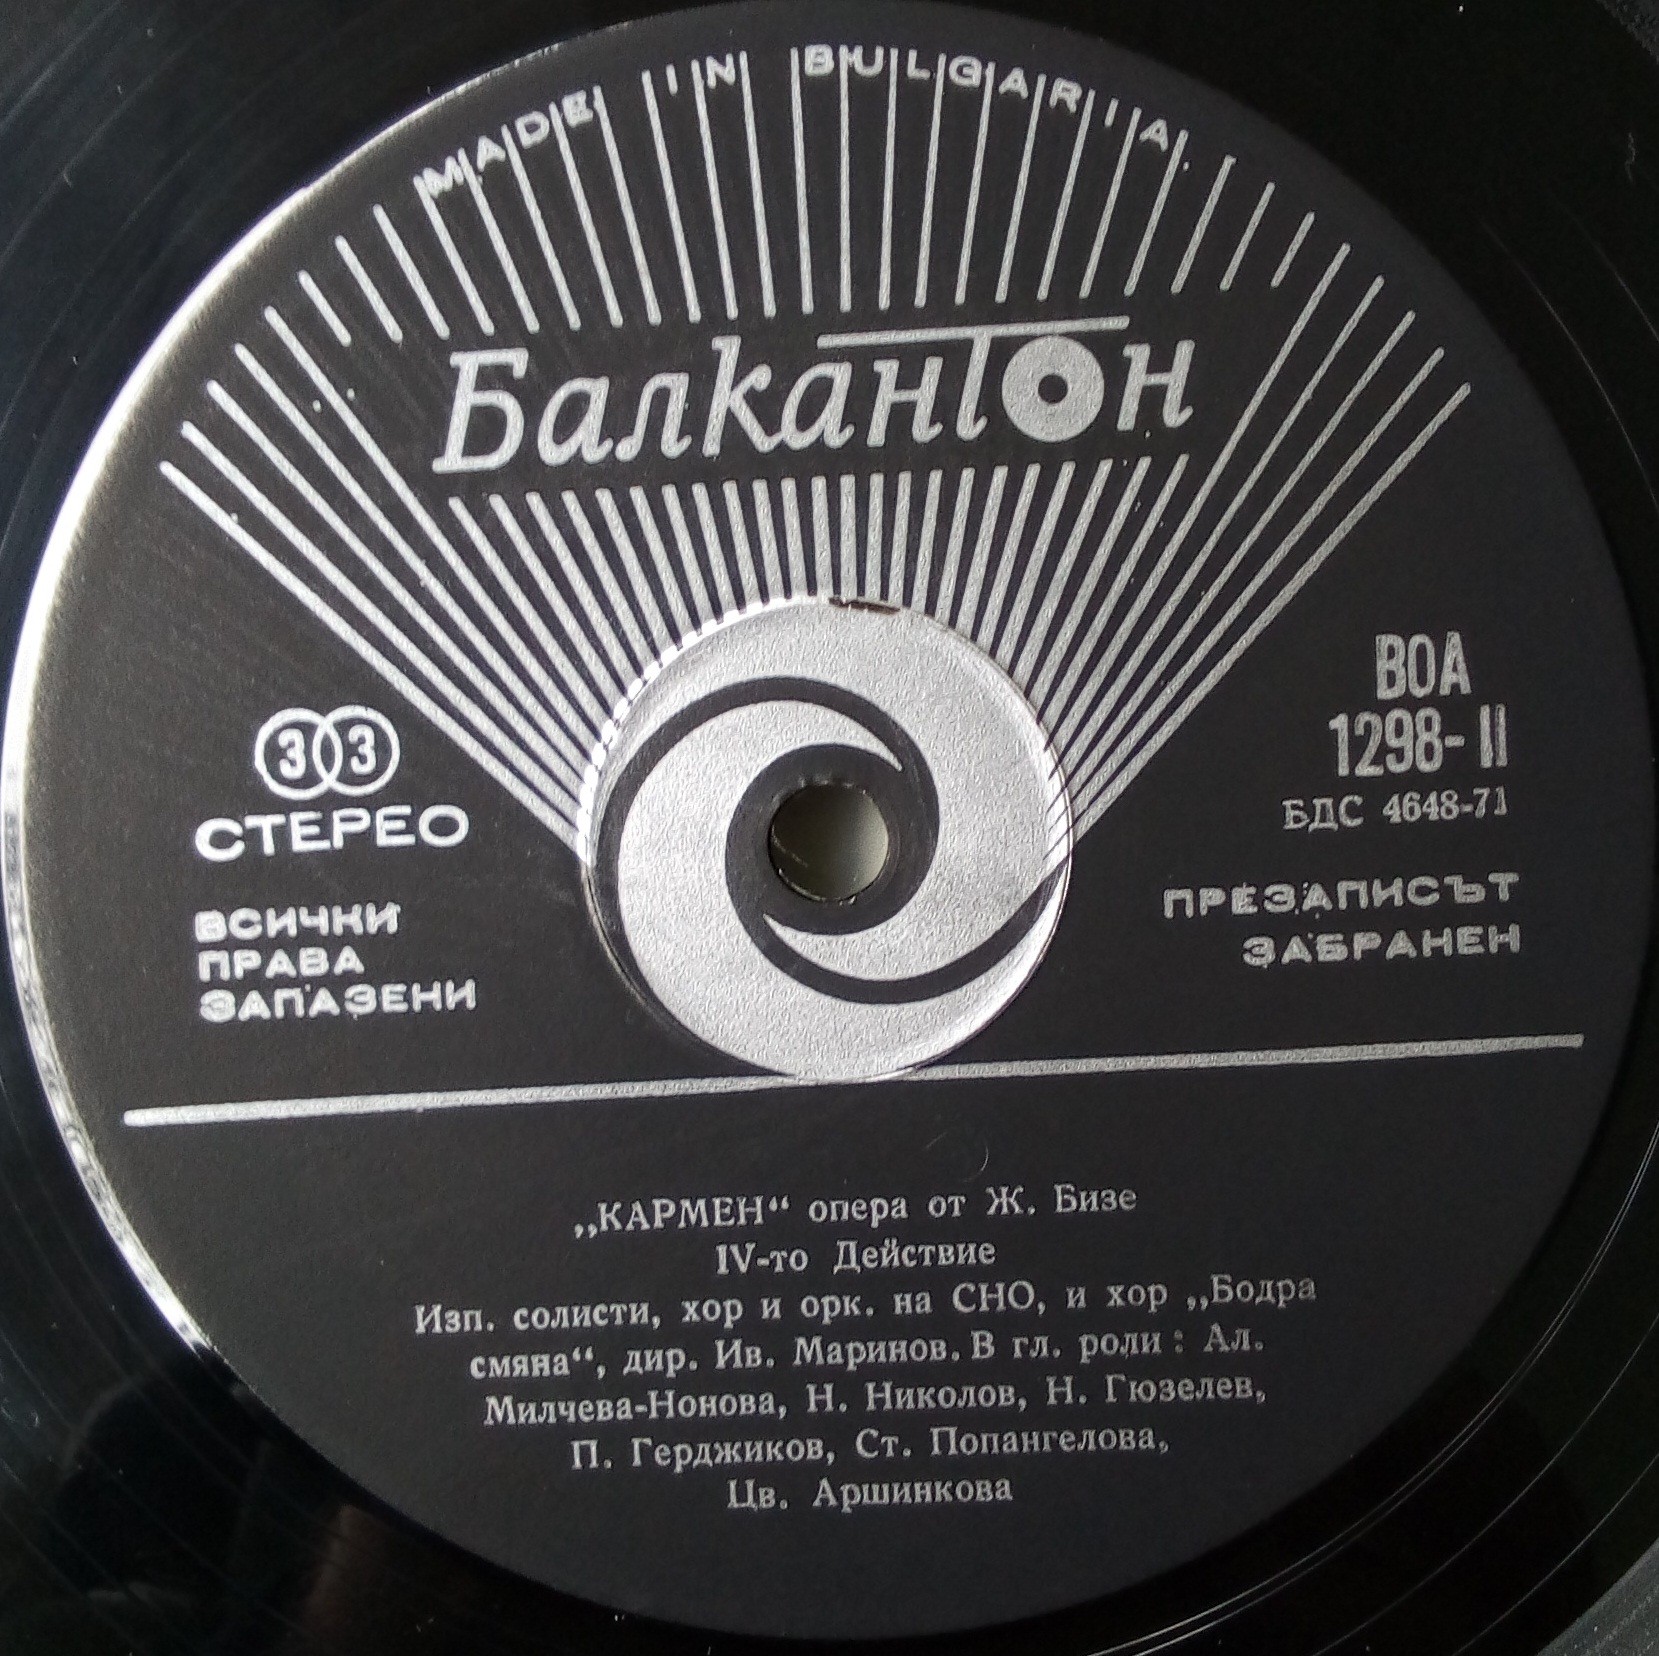 MADE IN BULGARIA
Балкантон
33
СТЕРЕО
ВСИЧКИ
ПРАВА
ЗАПАЗЕНИ
ВОА
1298-II
БДС 4648-71
ПРЕЗАПИСЪТ
ЗАБРАНЕН
„КАРМЕН“ опера от Ж. Бизе
IV-то Действие
Изп. солисти, хор и орк. на СНО, и хор „Бодра
смяна“, дир. Ив. Маринов. В гл. роли : Ал.
Милчева-Нонова, Н. Николов, Н. Гюзелев,
П. Герджиков, Ст. Попангелова,
Цв. Аршинкова